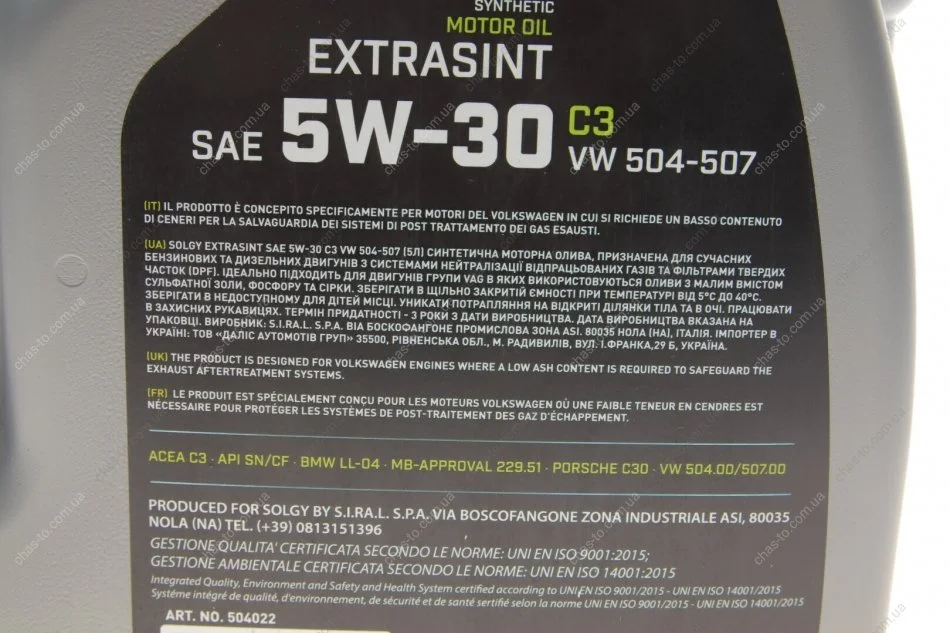 SYNTHETIC
MOTOR OIL
EXTRASINT
SAE 5W-30 C3
VW 504-507
(IT) IL PRODOTTO È CONCEPITO SPECIFICAMENTE PER MOTORI DEL VOLKSWAGEN IN CUI SI RICHIEDE UN BASSO CONTENUTO
DI CENERI PER LA SALVAGUARDIA DEI SISTEMI DI POST TRATTAMENTO DEI GAS ESAUSTI.
(UA) SOLGY EXTRASINT SAE 5W-30 C3 VW 504-507 (5Л) СИНТЕТИЧНА МОТОРНА ОЛИВА, ПРИЗНАЧЕНА ДЛЯ СУЧАСНИХ
БЕНЗИНОВИХ ТА ДИЗЕЛЬНИХ ДВИГУНІВ З СИСТЕМАМИ НЕЙТРАЛІЗАЦІЇ ВІДПРАЦЬОВАНИХ ГАЗІВ ТА ФІЛЬТРАМИ ТВЕРДИХ
ЧАСТОК (DPF). ІДЕАЛЬНО ПІДХОДИТЬ ДЛЯ ДВИГУНІВ ГРУПИ VAG В ЯКИХ ВИКОРИСТОВУЮТЬСЯ ОЛИВИ З МАЛИМ ВМІСТОМ
СУЛЬФАТНОЇ ЗОЛИ, ФОСФОРУ ТА СІРКИ. ЗБЕРІГАТИ В ЩІЛЬНО ЗАКРИТІЙ ЄМНОСТІ ПРИ ТЕМПЕРАТУРІ ВІД 5°C ДО 40°C.
ЗБЕРІГАТИ В НЕДОСТУПНОМУ ДЛЯ ДІТЕЙ МІСЦІ. УНИКАТИ ПОТРАПЛЯННЯ НА ВІДКРИТІ ДІЛЯНКИ ТІЛА ТА В ОЧІ. ПРАЦЮВАТИ
В ЗАХИСНИХ РУКАВИЦЯХ. ТЕРМІН ПРИДАТНОСТІ - 3 РОКИ З ДАТИ ВИРОБНИЦТВА. ДАТА ВИРОБНИЦТВА ВКАЗАНА НА
УПАКОВЦІ. ВИРОБНИК: S.I.RA.L. S.P.A. ВІА БОСКОФАНГОНЕ ПРОМИСЛОВА ЗОНА ASI. 80035 НОЛА (НА), ІТАЛІЯ. ІМПОРТЕР В
УКРАЇНІ: ТОВ «ДАЛІС АВТОМОТІВ ГРУП» 35500, РІВНЕНСЬКА ОБЛ., М. РАДИВИЛІВ, ВУЛ. І.ФРАНКА,29 Б, УКРАЇНА.
(UK) THE PRODUCT IS DESIGNED FOR VOLKSWAGEN ENGINES WHERE A LOW ASH CONTENT IS REQUIRED TO SAFEGUARD THE
EXHAUST AFTERTREATMENT SYSTEMS.
(FR) LE PRODUIT EST SPÉCIALEMENT CONÇU POUR LES MOTEURS VOLKSWAGEN OÙ UNE FAIBLE TENEUR EN CENDRES EST
NÉCESSAIRE POUR PROTÉGER LES SYSTÈMES DE POST-TRAITEMENT DES GAZ D'ÉCHAPPEMENT.
ACEA C3 · API SN/CF · BMW LL-04 · MB-APPROVAL 229.51 · PORSCHE C30 · VW 504.00/507.00
PRODUCED FOR SOLGY BY S.I.RA.L. S.P.A. VIA BOSCOFANGONE ZONA INDUSTRIALE ASI, 80035
NOLA (NA) TEL. (+39) 0813151396
GESTIONE QUALITA' CERTIFICATA SECONDO LE NORME: UNI EN ISO 9001:2015;
GESTIONE AMBIENTALE CERTIFICATA SECONDO LE NORME: UNI EN ISO 14001:2015
Integrated Quality, Environment and Safety and Health System certified according to UNI EN ISO 9001/2015 - UNI EN ISO 14001/2015
Système intégré de qualité, d'environnement, de sécurité et de santé sertifié selon la norme UNI EN ISO 9001/2015 - UNI EN ISO 14001/2015
ART. NO. 504022
chas-to.com.ua